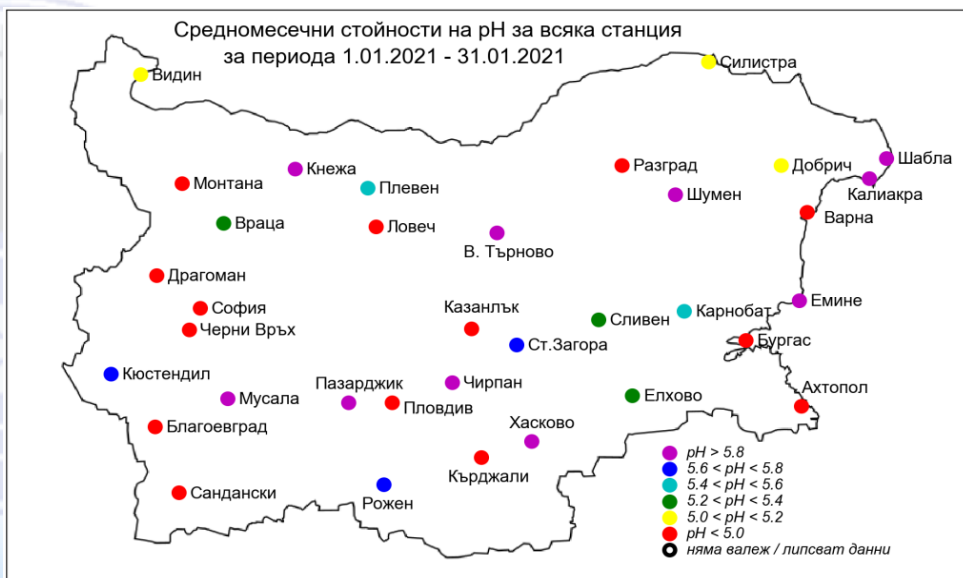 Средномесечни стойности на pH за всяка станция
за периода 1.01.2021 - 31.01.2021
Видин
Силистра
Кнежа
Монтана
Плевен
Разград
Добрич
Шабла
Шумен
Калиакра
Враца
Ловеч
В. Търново
Варна
Драгоман
София
Черни Връх
Казанлък
Сливен
Карнобат
Емине
Ст.Загора
Бургас
Кюстендил
Мусала
Пазарджик
Чирпан
Пловдив
Елхово
Ахтопол
Благоевград
Хасково
Кърджали
Сандански
Рожен
pH > 5.8
5.6 < pH < 5.8
5.4 < pH < 5.6
5.2 < pH < 5.4
5.0 < pH < 5.2
pH < 5.0
няма валеж / липсват данни